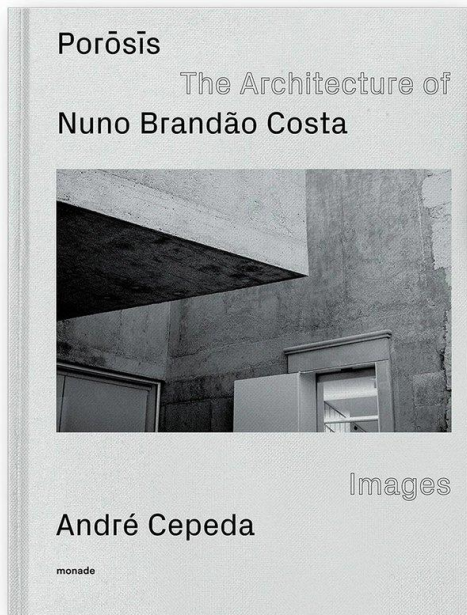 Porōsīs
The Architecture of
Nuno Brandão Costa
Images
André Cepeda
monade